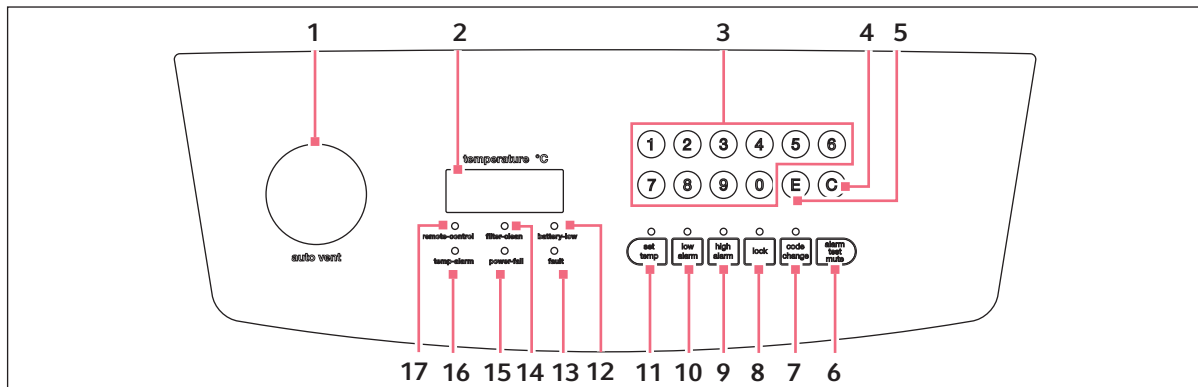 1 2 3 4 5
temperature °C
1 2 3 4 5 6
7 8 9 0 E C
remote-control filter-clean battery-low
temp-alarm power-fail fault
auto vent
set temp
low alarm
high alarm
lock
code change
alarm test mute
17 16 15 14 13 12 11 10 9 8 7 6